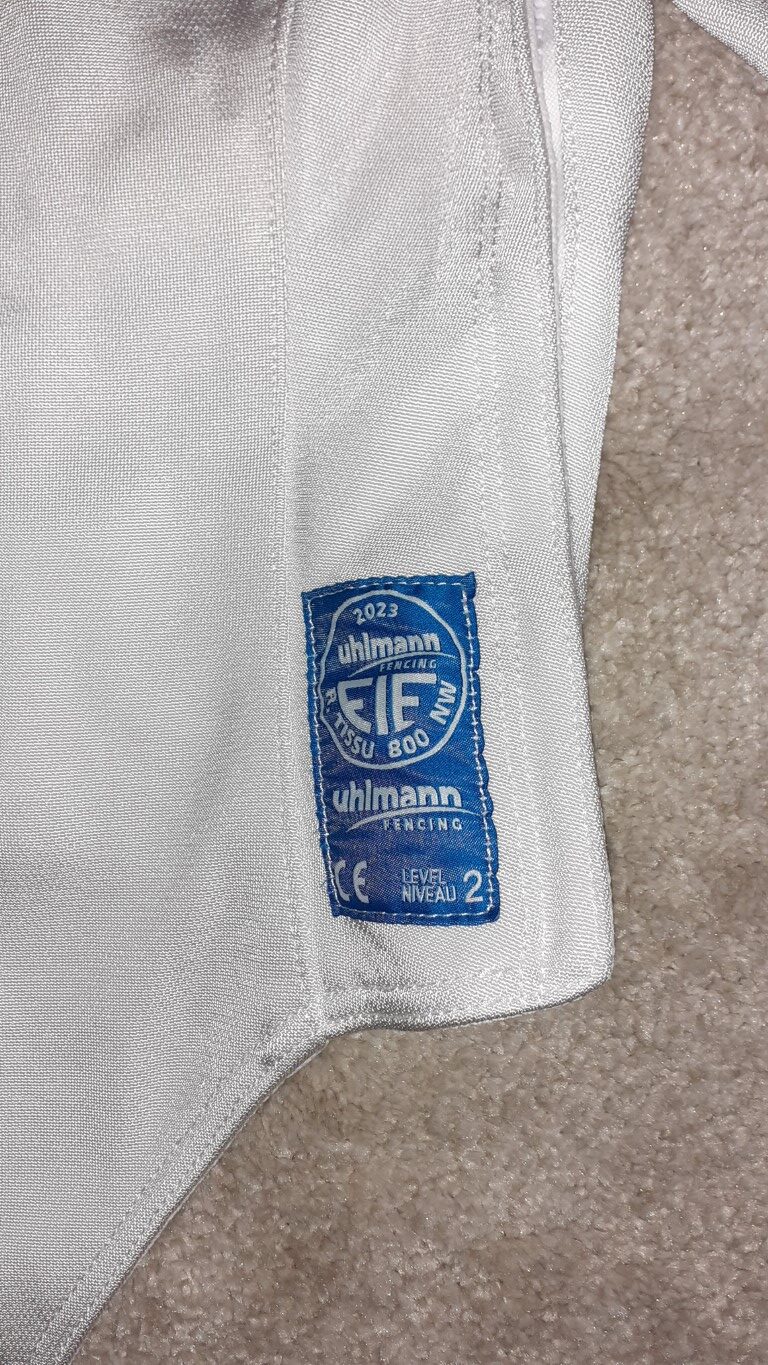 2023
uhlmann
FENCING
FIE
R. TISSU 800 NW
uhlmann
FENCING
CE
LEVEL
NIVEAU 2